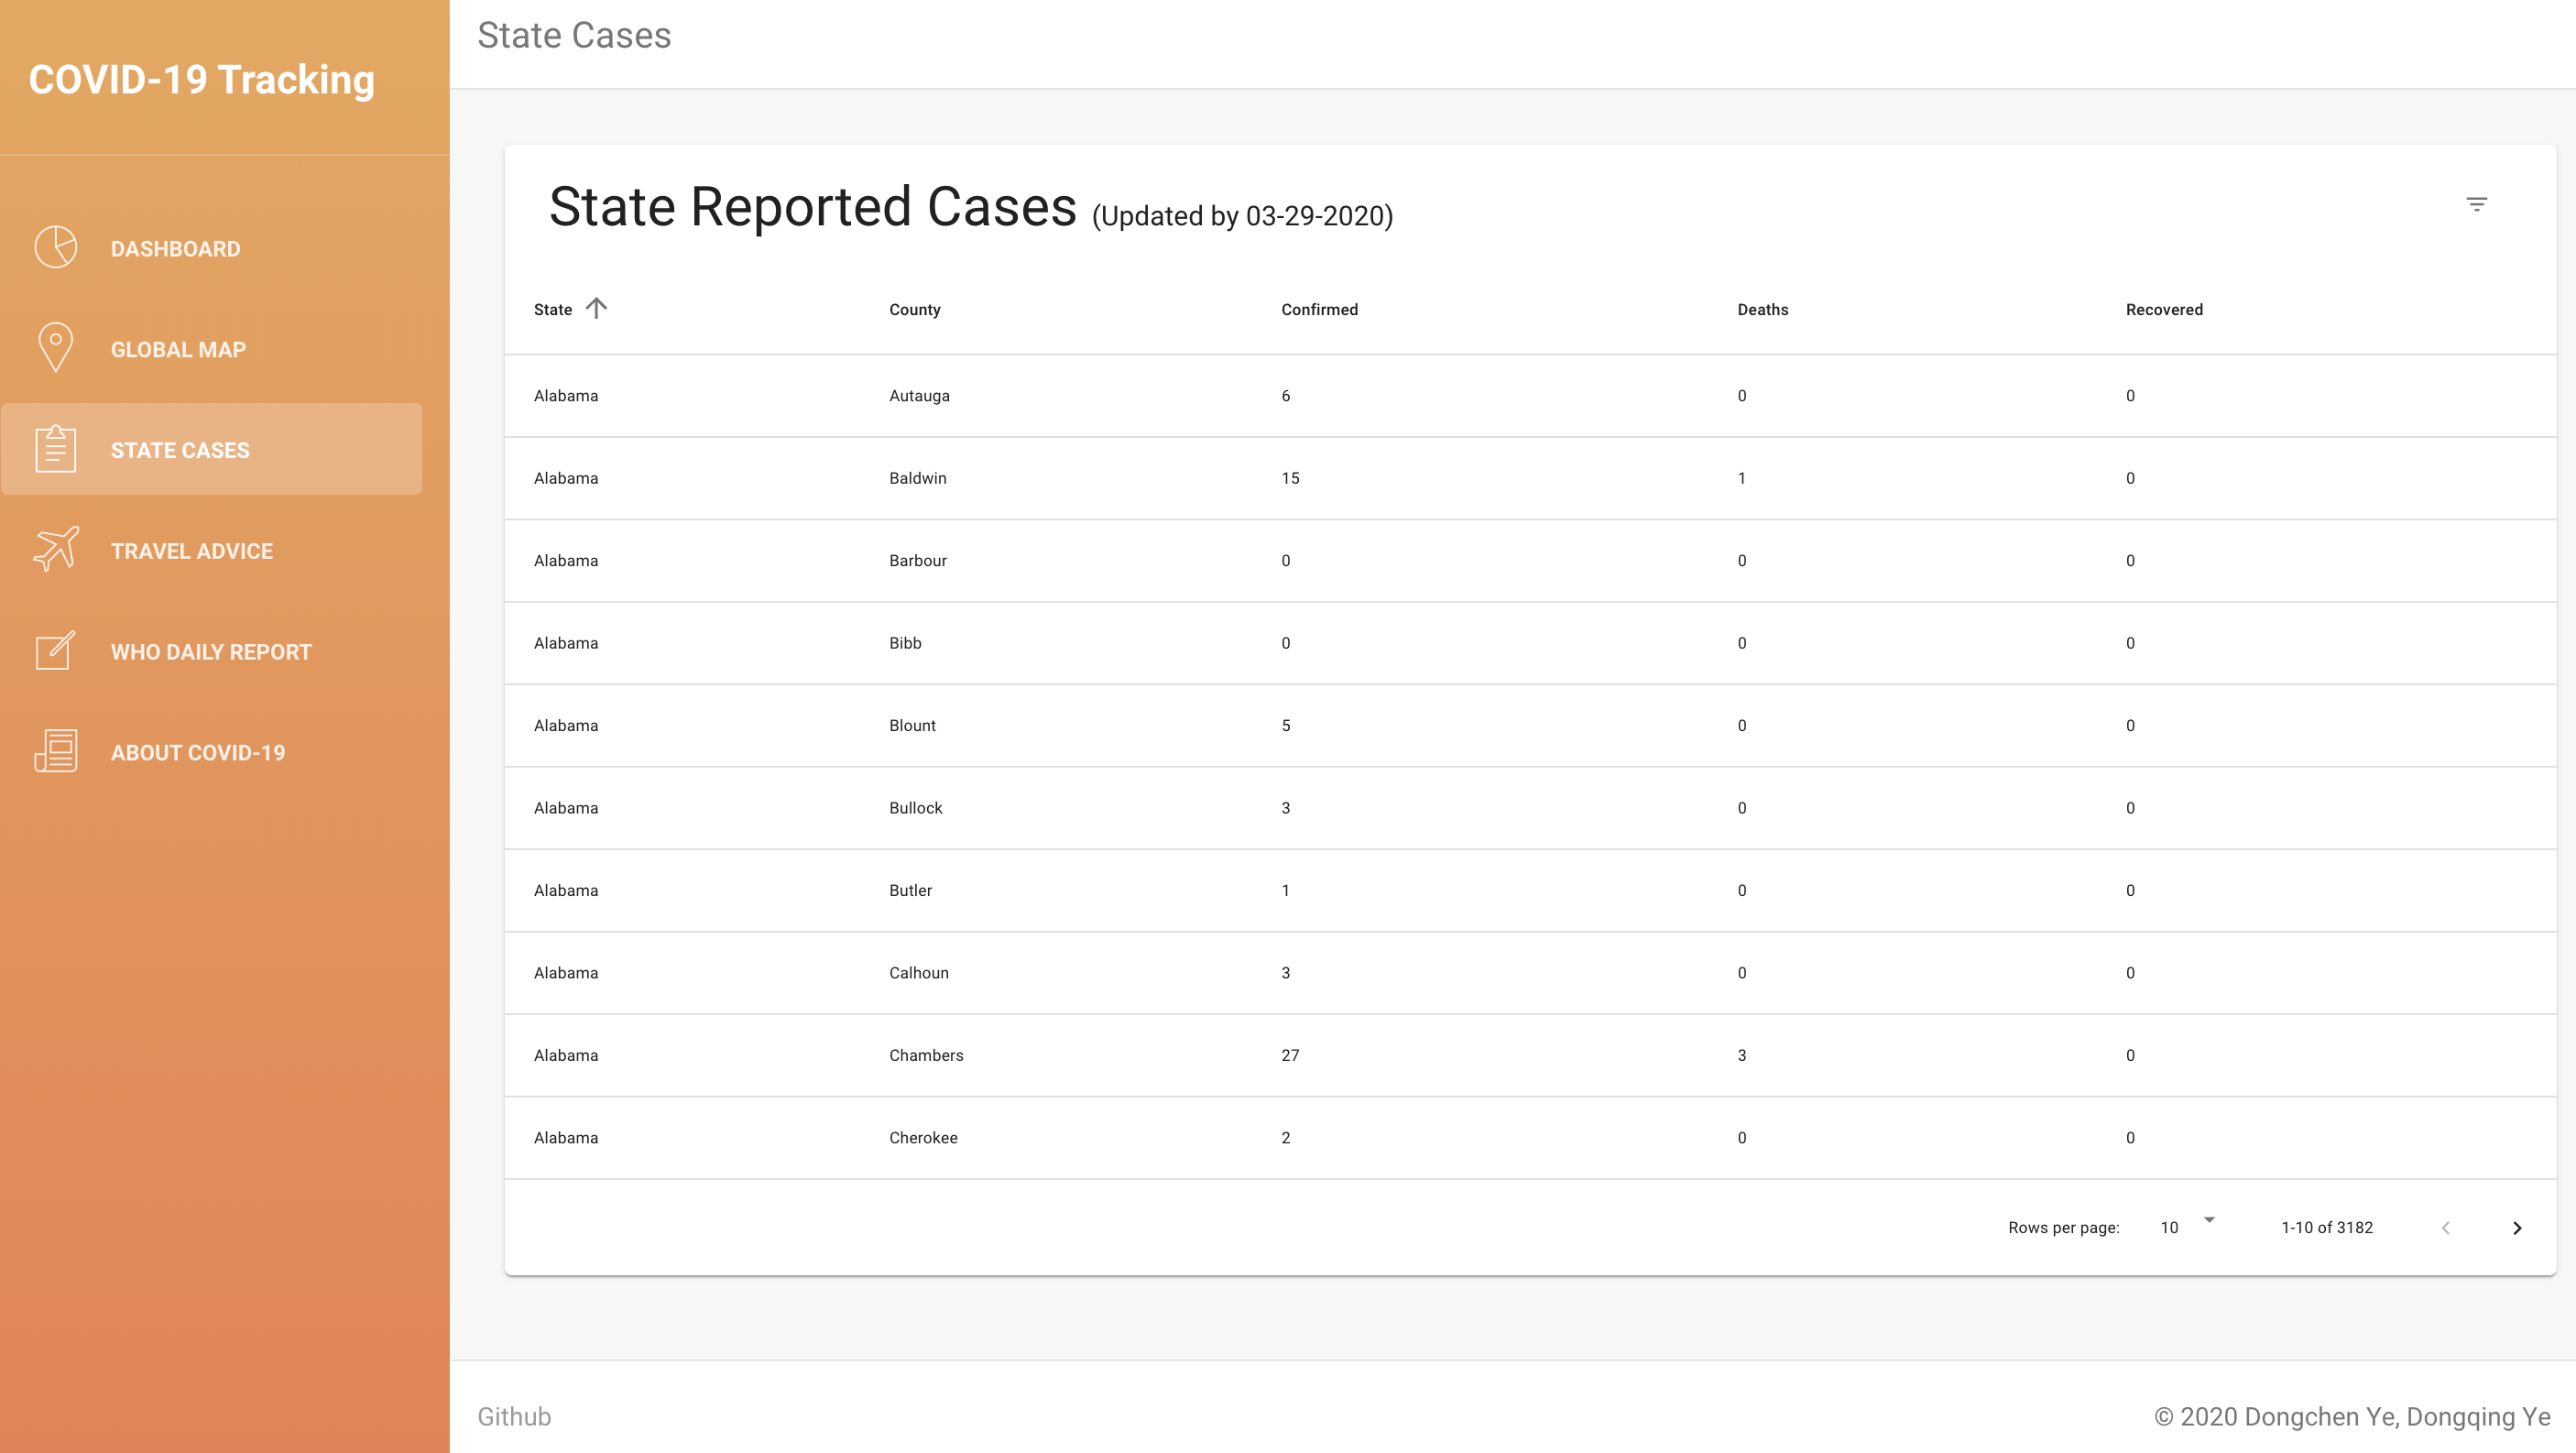 COVID-19 Tracking
DASHBOARD
GLOBAL MAP
STATE CASES
TRAVEL ADVICE
WHO DAILY REPORT
ABOUT COVID-19
State Cases
State Reported Cases (Updated by 03-29-2020)
State County Confirmed Deaths Recovered
Alabama Autauga 6 0 0
Alabama Baldwin 15 1 0
Alabama Barbour 0 0 0
Alabama Bibb 0 0 0
Alabama Blount 5 0 0
Alabama Bullock 3 0 0
Alabama Butler 1 0 0
Alabama Calhoun 3 0 0
Alabama Chambers 27 3 0
Alabama Cherokee 2 0 0
Rows per page: 10 1-10 of 3182
Github © 2020 Dongchen Ye, Dongqing Ye